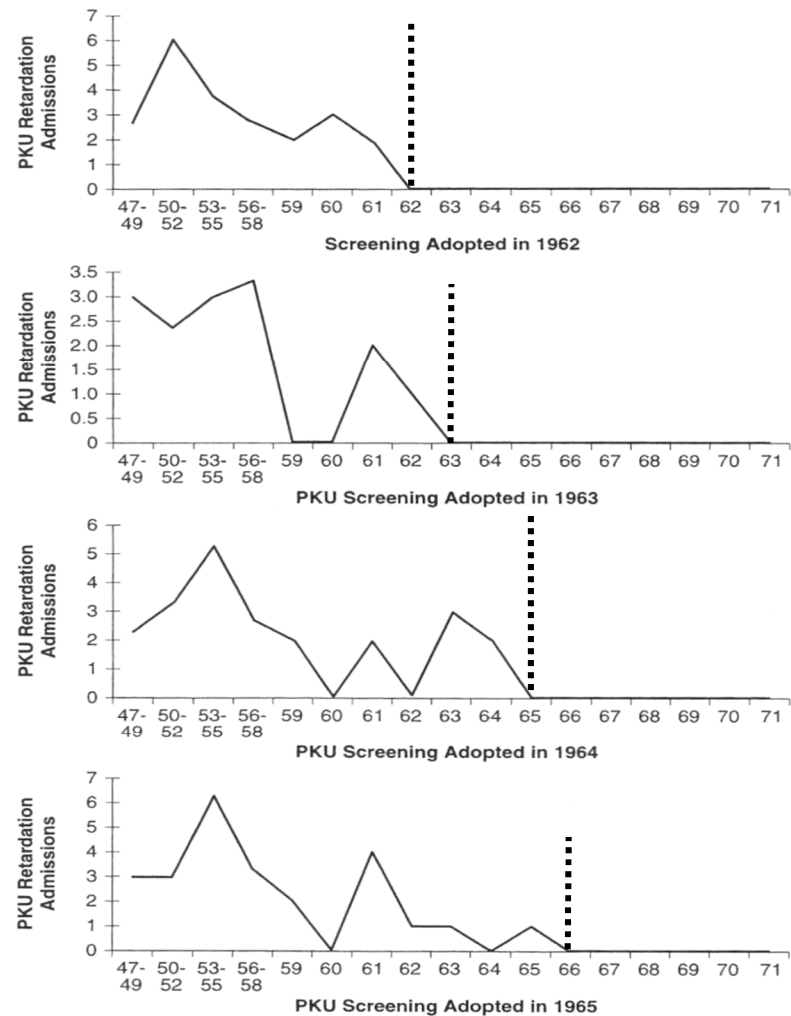 PKU Retardation
Admissions
7
6
5
4
3
2
1
0
47-49 50-52 53-55 56-58 59 60 61 62 63 64 65 66 67 68 69 70 71
Screening Adopted in 1962
PKU Retardation
Admissions
3.5
3.0
2.5
2.0
1.5
1.0
0.5
0
47-49 50-52 53-55 56-58 59 60 61 62 63 64 65 66 67 68 69 70 71
PKU Screening Adopted in 1963
PKU Retardation
Admissions
6
5
4
3
2
1
0
47-49 50-52 53-55 56-58 59 60 61 62 63 64 65 66 67 68 69 70 71
PKU Screening Adopted in 1964
PKU Retardation
Admissions
7
6
5
4
3
2
1
0
47-49 50-52 53-55 56-58 59 60 61 62 63 64 65 66 67 68 69 70 71
PKU Screening Adopted in 1965